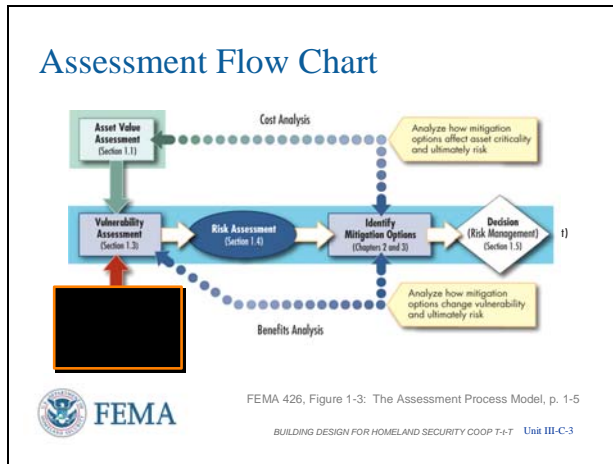 Assessment Flow Chart
Cost Analysis
Asset Value
Assessment
(Section 1.1)
Analyze how mitigation
options affect asset criticality
and ultimately risk
Vulnerability
Assessment
(Section 1.3)
Risk Assessment
(Section 1.4)
Identify
Mitigation Options
(Chapters 2 and 3)
Decision
(Risk Management)
(Section 1.5)
t)
Analyze how mitigation
options change vulnerability
and ultimately risk
Benefits Analysis
FEMA
FEMA 426, Figure 1-3: The Assessment Process Model, p. 1-5
BUILDING DESIGN FOR HOMELAND SECURITY COOP T-t-T Unit III-C-3